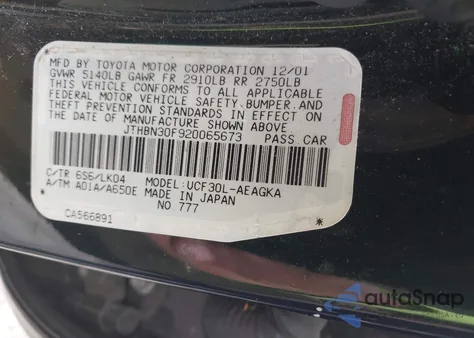 MFD BY TOYOTA MOTOR CORPORATION 12/01
GVWR 5140LB GAWR FR 2910LB RR 2750LB
THIS VEHICLE CONFORMS TO ALL APPLICABLE
FEDERAL MOTOR VEHICLE SAFETY, BUMPER, AND
THEFT PREVENTION STANDARDS IN EFFECT ON
THE DATE OF MANUFACTURE SHOWN ABOVE.
JTHBN30F920065673 PASS CAR
C/TR 6S6/LK04 MODEL:UCF30L-AEAGKA
A/TM A01A/A650E MADE IN JAPAN
NO 777
CA566891
autoSnap